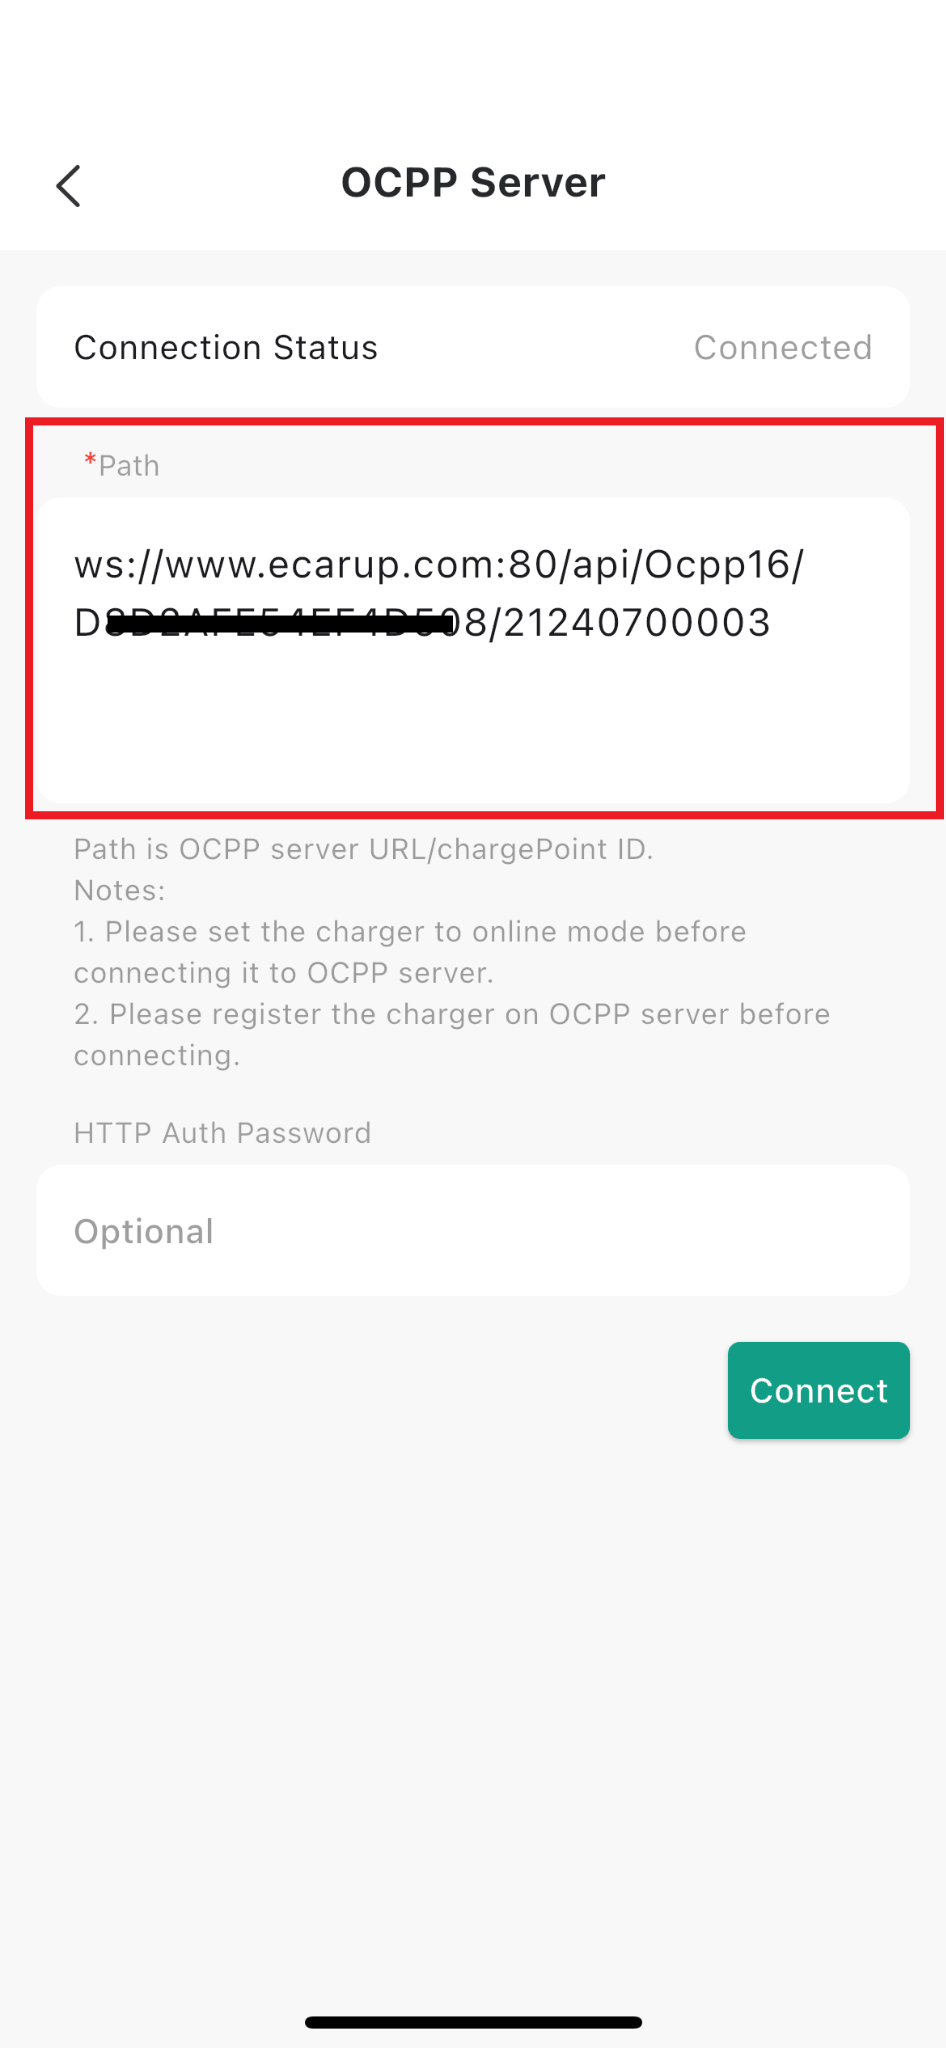 OCPP Server
Connection Status
Connected
*Path
ws://www.ecarup.com:80/api/Ocpp16/
08/21240700003
Path is OCPP server URL/chargePoint ID.
Notes:
1. Please set the charger to online mode before
connecting it to OCPP server.
2. Please register the charger on OCPP server before
connecting.
HTTP Auth Password
Optional
Connect